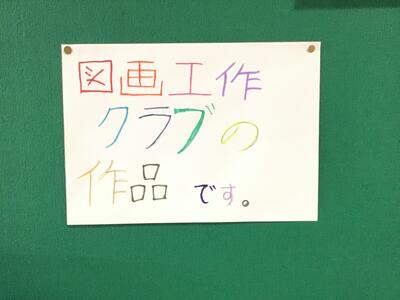 図画工作
クラブの
作品です。